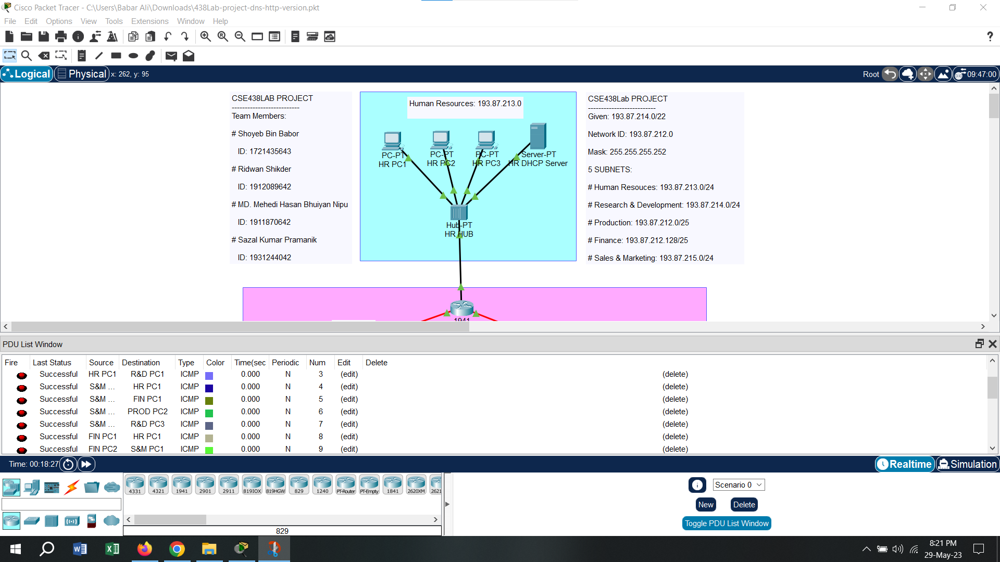 Cisco Packet Tracer - C:\Users\Babar Ali\Downloads\438Lab-project-dns-http-version.pkt
File Edit Options View Tools Extensions Window Help
?
Logical Physical x: 262, y: 95 Root 09:47:00
CSE438LAB PROJECT
--------------------------
Team Members:
# Shoyeb Bin Babor
ID: 1721435643
# Ridwan Shikder
ID: 1912089642
# MD. Mehedi Hasan Bhuiyan Nipu
ID: 1911870642
# Sazal Kumar Pramanik
ID: 1931244042
Human Resources: 193.87.213.0
PC-PT
HR PC1
PC-PT
HR PC2
PC-PT
HR PC3
Server-PT
HR DHCP Server
Hub-PT
HR HUB
1941
CSE438Lab PROJECT
--------------------------
Given: 193.87.214.0/22
Network ID: 193.87.212.0
Mask: 255.255.255.252
5 SUBNETS:
# Human Resouces: 193.87.213.0/24
# Research & Development: 193.87.214.0/24
# Production: 193.87.212.0/25
# Finance: 193.87.212.128/25
# Sales & Marketing: 193.87.215.0/24
PDU List Window
Fire Last Status Source Destination Type Color Time(sec Periodic Num Edit Delete
Successful HR PC1 R&D PC1 ICMP 0.000 N 3 (edit) (delete)
Successful S&M ... HR PC1 ICMP 0.000 N 4 (edit) (delete)
Successful S&M ... FIN PC1 ICMP 0.000 N 5 (edit) (delete)
Successful S&M ... PROD PC2 ICMP 0.000 N 6 (edit) (delete)
Successful S&M ... R&D PC3 ICMP 0.000 N 7 (edit) (delete)
Successful FIN PC1 HR PC1 ICMP 0.000 N 8 (edit) (delete)
Successful FIN PC2 S&M PC1 ICMP 0.000 N 9 (edit) (delete)
Time: 00:18:27 Realtime Simulation
4331 4321 1941 2901 2911 819IOX 819HGW 829 1240 PT-Router PT-Empty 1841 2620XM 2621
829
Scenario 0
New Delete
Toggle PDU List Window
8:21 PM
29-May-23